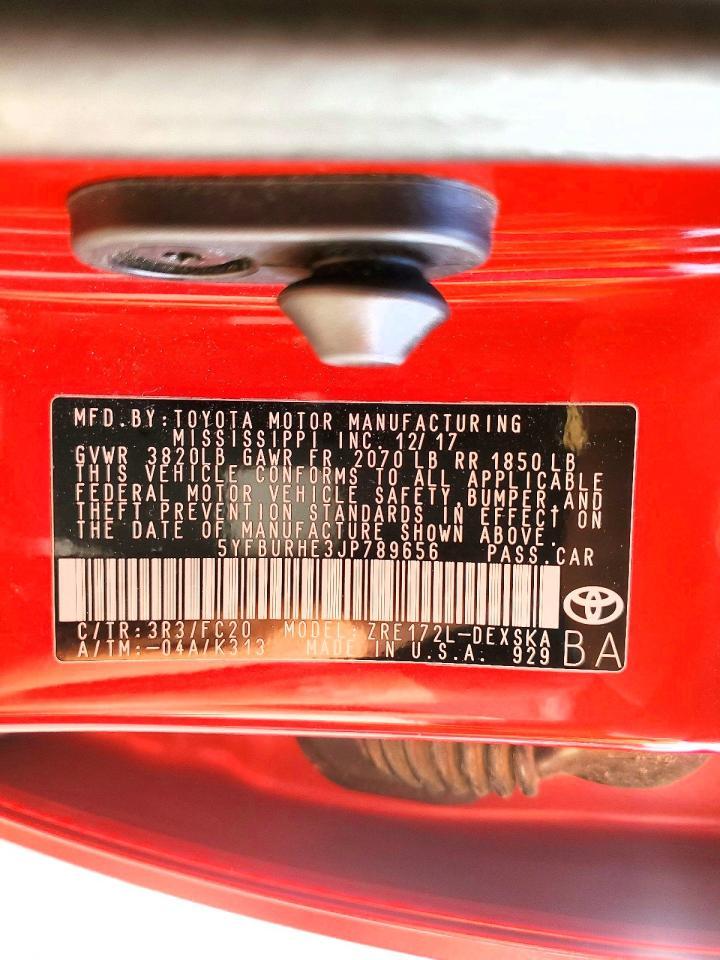 MFD.BY:TOYOTA MOTOR MANUFACTURING
MISSISSIPPI INC. 12/17
GVWR 3820LB GAWR FR 2070 LB RR 1850 LB
THIS VEHICLE CONFORMS TO ALL APPLICABLE
FEDERAL MOTOR VEHICLE SAFETY,BUMPER,AND
THEFT PREVENTION STANDARDS IN EFFECT ON
THE DATE OF MANUFACTURE SHOWN ABOVE.
5YFBURHE3JP789656 PASS.CAR
C/TR:3R3/FC20 MODEL:ZRE172L-DEXSKA
A/TM:-04A/K313 MADE IN U.S.A. 929 BA